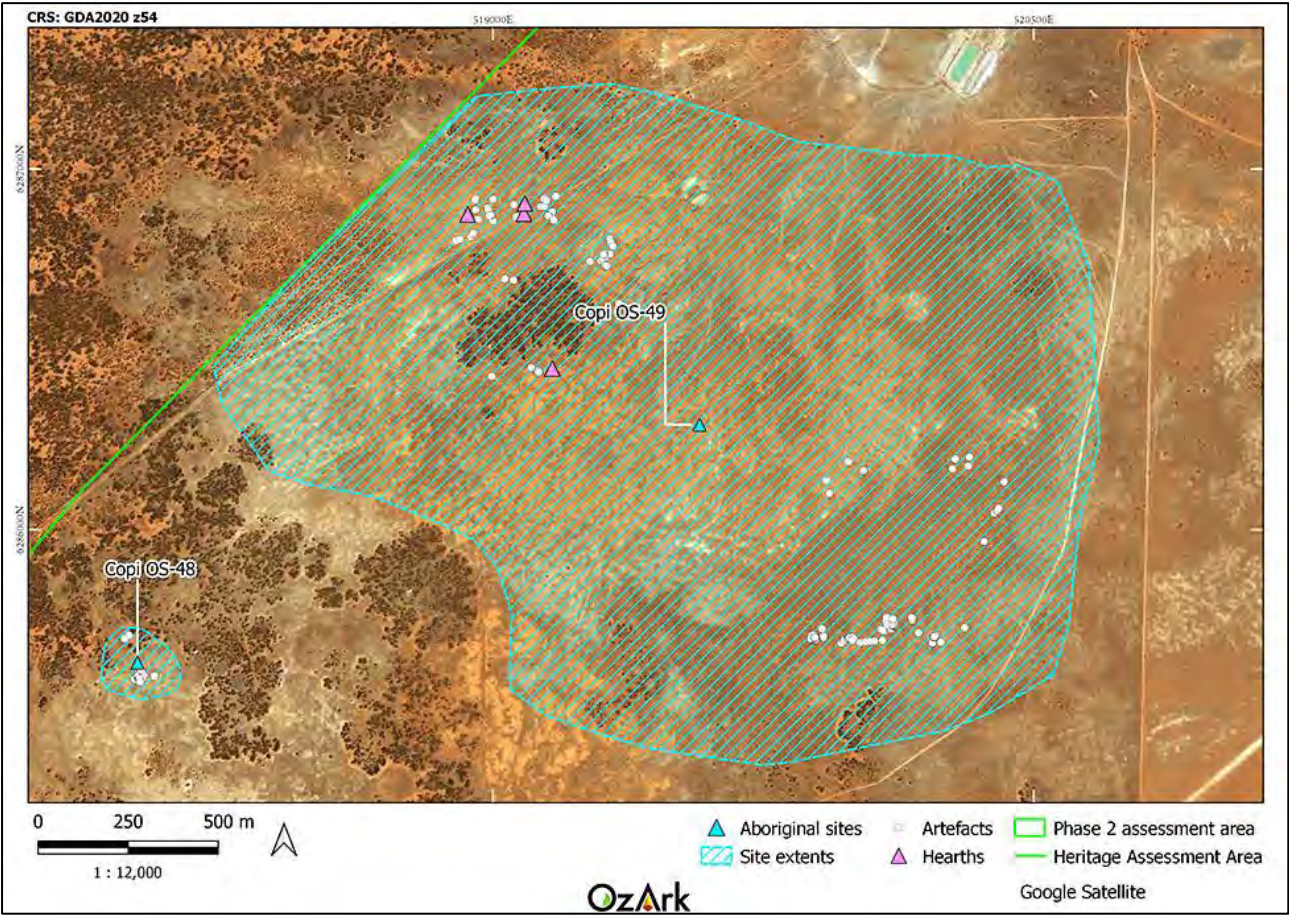 CRS: GDA2020 z54
519000E
520500E
6287000N
Copi OS-49
6286000N
Copi OS-48
0 250 500 m
1 : 12,000
Aboriginal sites
Site extents
Artefacts
Hearths
Phase 2 assessment area
Heritage Assessment Area
Google Satellite
OzArk